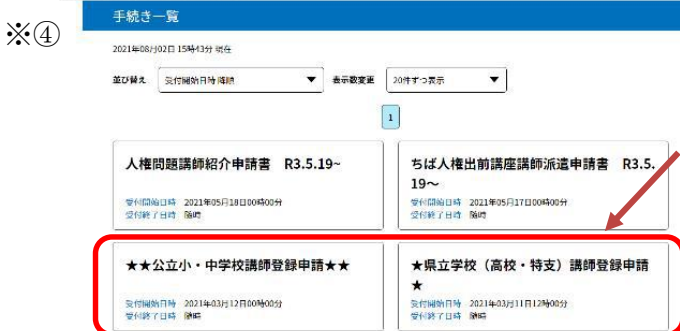 ※④
手続き一覧
2021年08月02日 15時43分 現在
並び替え 受付開始日時 降順 ▼ 表示数変更 20件ずつ表示 ▼
1
人権問題講師紹介申請書 R3.5.19~
受付開始日時 2021年05月18日00時00分
受付終了日時 随時
ちば人権出前講座講師派遣申請書 R3.5.
19～
受付開始日時 2021年05月17日00時00分
受付終了日時 随時
★★公立小・中学校講師登録申請★★
受付開始日時 2021年03月12日00時00分
受付終了日時 随時
★県立学校（高校・特支）講師登録申請
★
受付開始日時 2021年03月11日12時00分
受付終了日時 随時